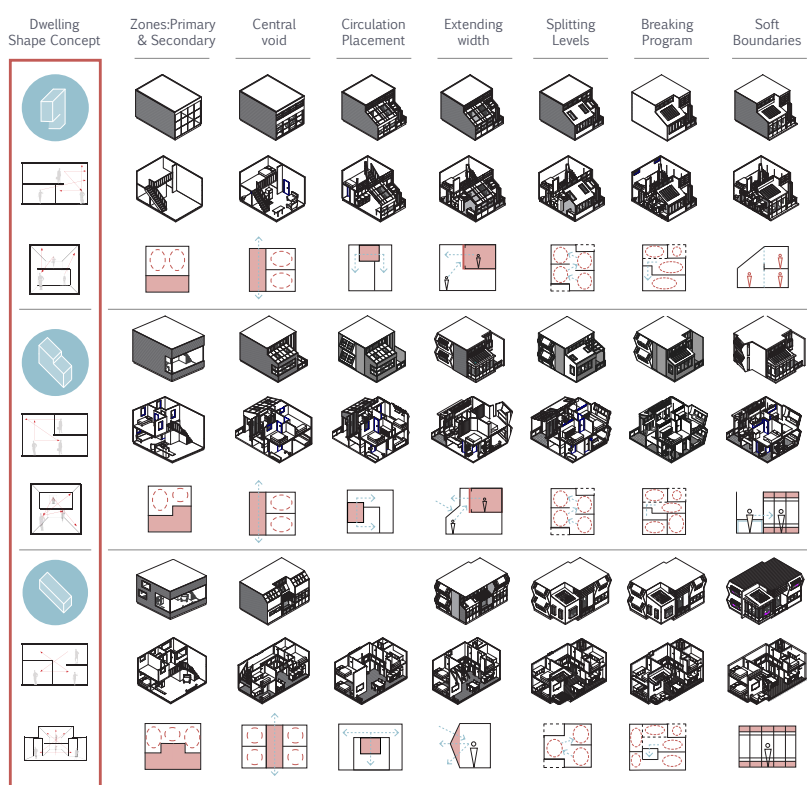 Dwelling
Shape Concept
Zones:Primary
& Secondary
Central
void
Circulation
Placement
Extending
width
Splitting
Levels
Breaking
Program
Soft
Boundaries